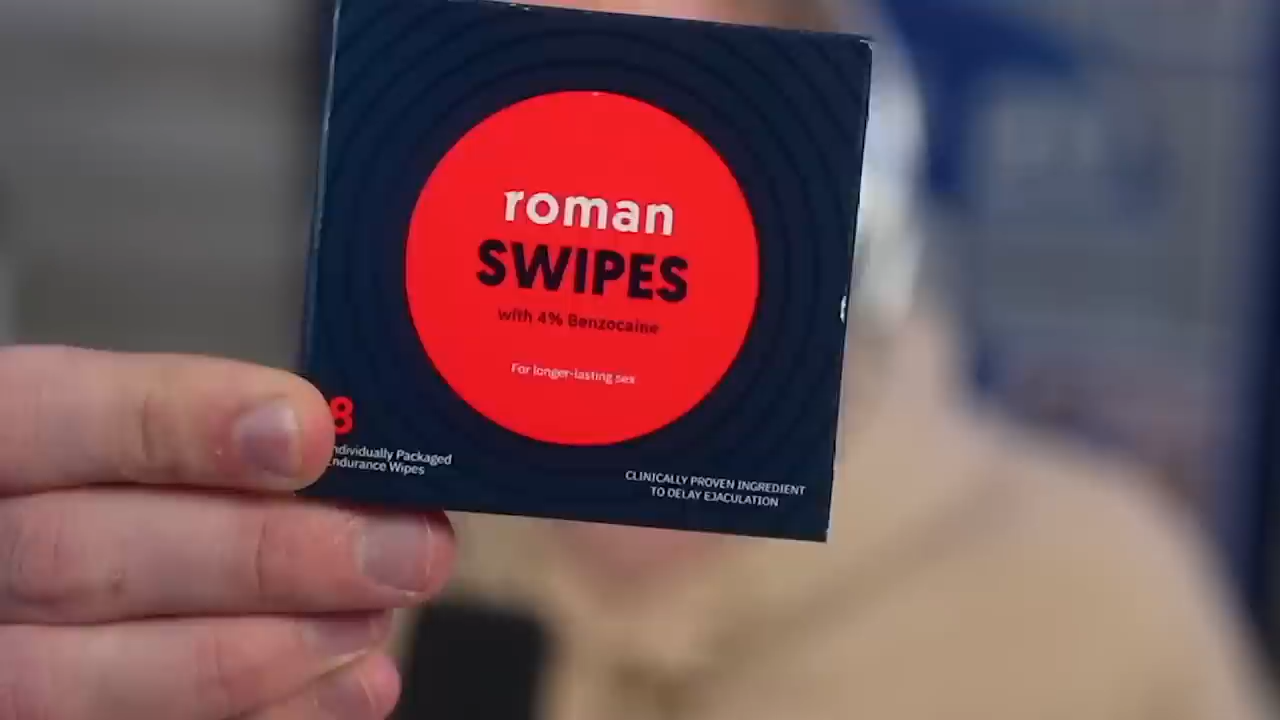 roman
SWIPES
with 4% Benzocaine
For longer-lasting sex
8
ndividually Packaged
Endurance Wipes
CLINICALLY PROVEN INGREDIENT
TO DELAY EJACULATION